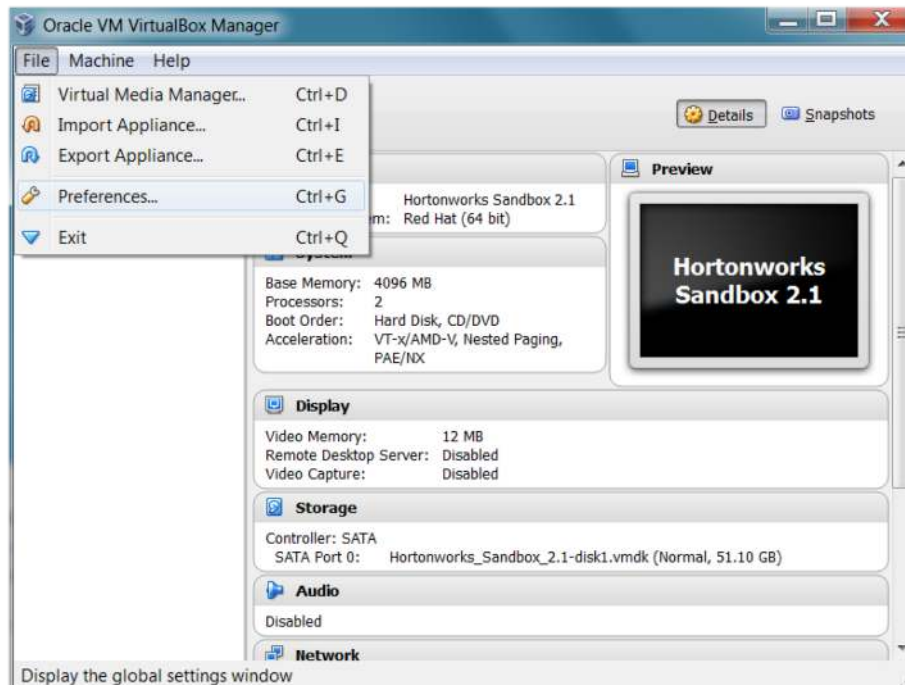 Oracle VM VirtualBox Manager
File Machine Help
Virtual Media Manager... Ctrl+D
Import Appliance... Ctrl+I
Export Appliance... Ctrl+E
Preferences... Ctrl+G
Exit Ctrl+Q
Details Snapshots
Hortonworks Sandbox 2.1
Red Hat (64 bit)
System
Base Memory: 4096 MB
Processors: 2
Boot Order: Hard Disk, CD/DVD
Acceleration: VT-x/AMD-V, Nested Paging,
PAE/NX
Preview
Hortonworks
Sandbox 2.1
Display
Video Memory: 12 MB
Remote Desktop Server: Disabled
Video Capture: Disabled
Storage
Controller: SATA
SATA Port 0: Hortonworks_Sandbox_2.1-disk1.vmdk (Normal, 51.10 GB)
Audio
Disabled
Network
Display the global settings window